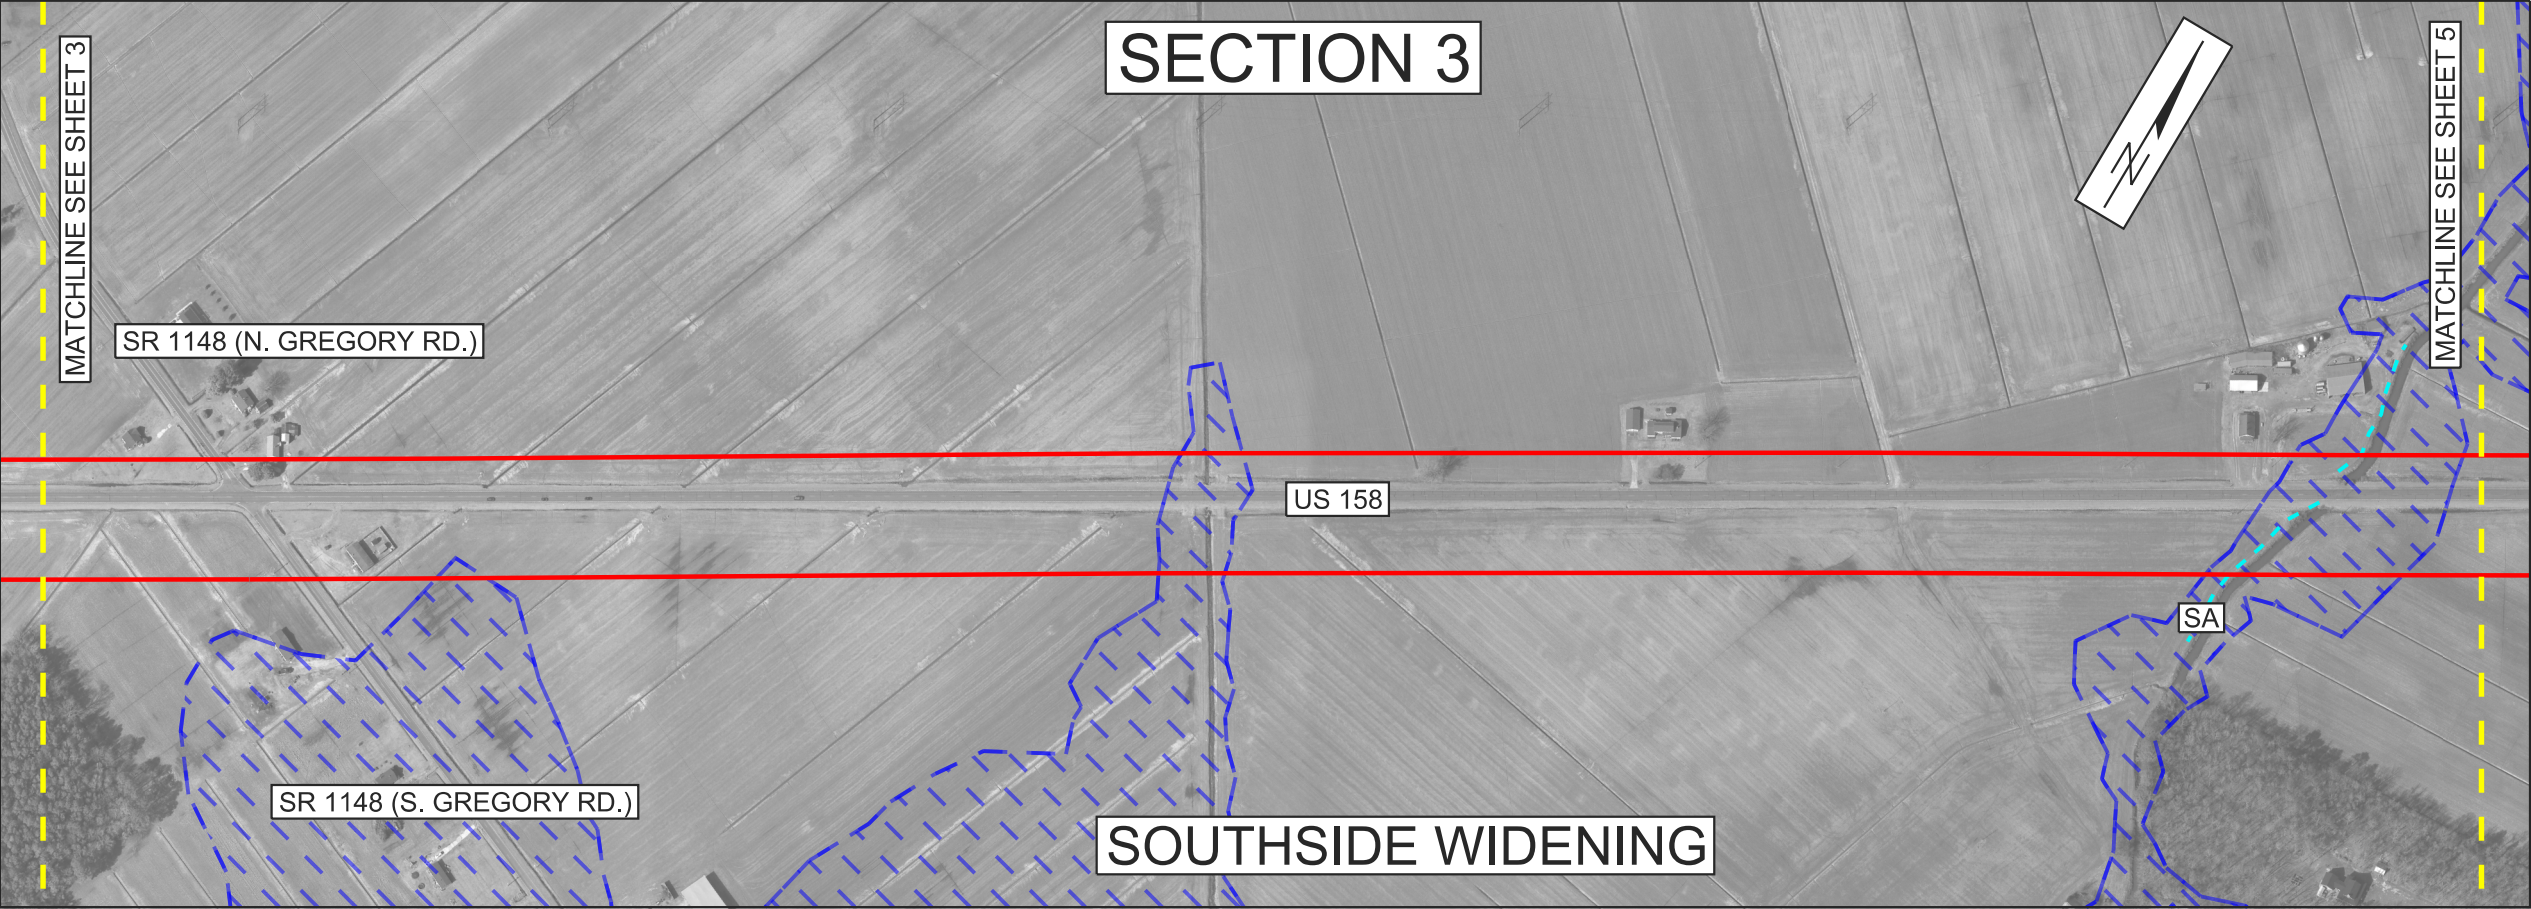 SECTION 3
MATCHLINE SEE SHEET 3
MATCHLINE SEE SHEET 5
N
SR 1148 (N. GREGORY RD.)
US 158
SA
SR 1148 (S. GREGORY RD.)
SOUTHSIDE WIDENING